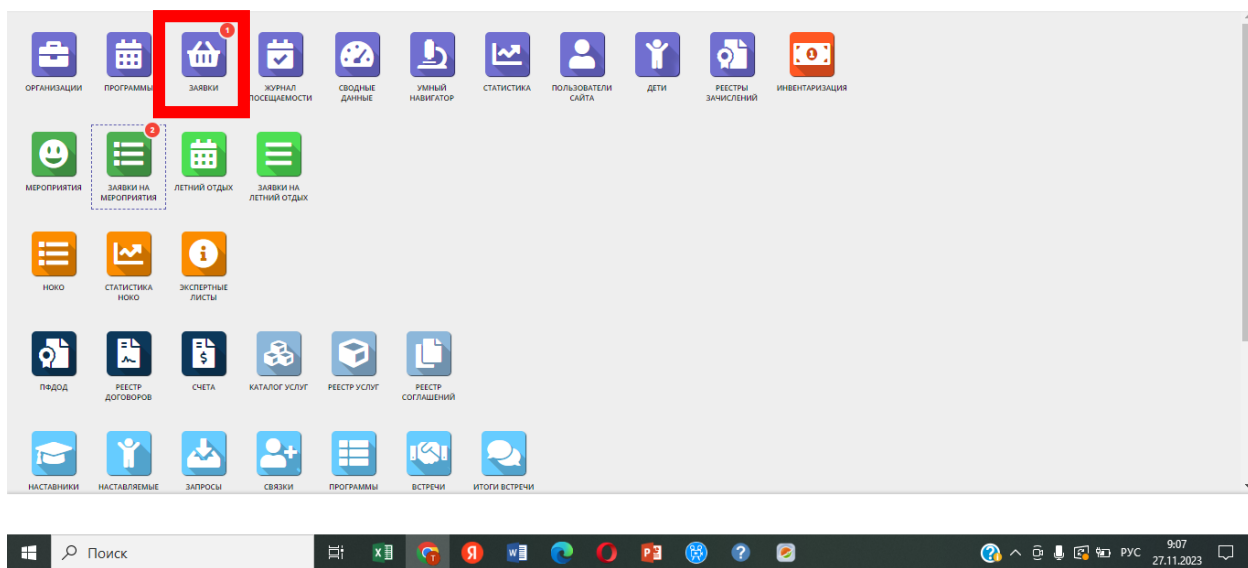 1
ОРГАНИЗАЦИИ ПРОГРАММЫ ЗАЯВКИ ЖУРНАЛ ПОСЕЩАЕМОСТИ СВОДНЫЕ ДАННЫЕ УМНЫЙ НАВИГАТОР СТАТИСТИКА ПОЛЬЗОВАТЕЛИ САЙТА ДЕТИ РЕЕСТРЫ ЗАЧИСЛЕНИЙ ИНВЕНТАРИЗАЦИЯ
2
МЕРОПРИЯТИЯ ЗАЯВКИ НА МЕРОПРИЯТИЯ ЛЕТНИЙ ОТДЫХ ЗАЯВКИ НА ЛЕТНИЙ ОТДЫХ
НОКО СТАТИСТИКА НОКО ЭКСПЕРТНЫЕ ЛИСТЫ
ПФДОД РЕЕСТР ДОГОВОРОВ СЧЕТА КАТАЛОГ УСЛУГ РЕЕСТР УСЛУГ РЕЕСТР СОГЛАШЕНИЙ
НАСТАВНИКИ НАСТАВЛЯЕМЫЕ ЗАПРОСЫ СВЯЗКИ ПРОГРАММЫ ВСТРЕЧИ ИТОГИ ВСТРЕЧИ
Поиск РУС 9:07
27.11.2023